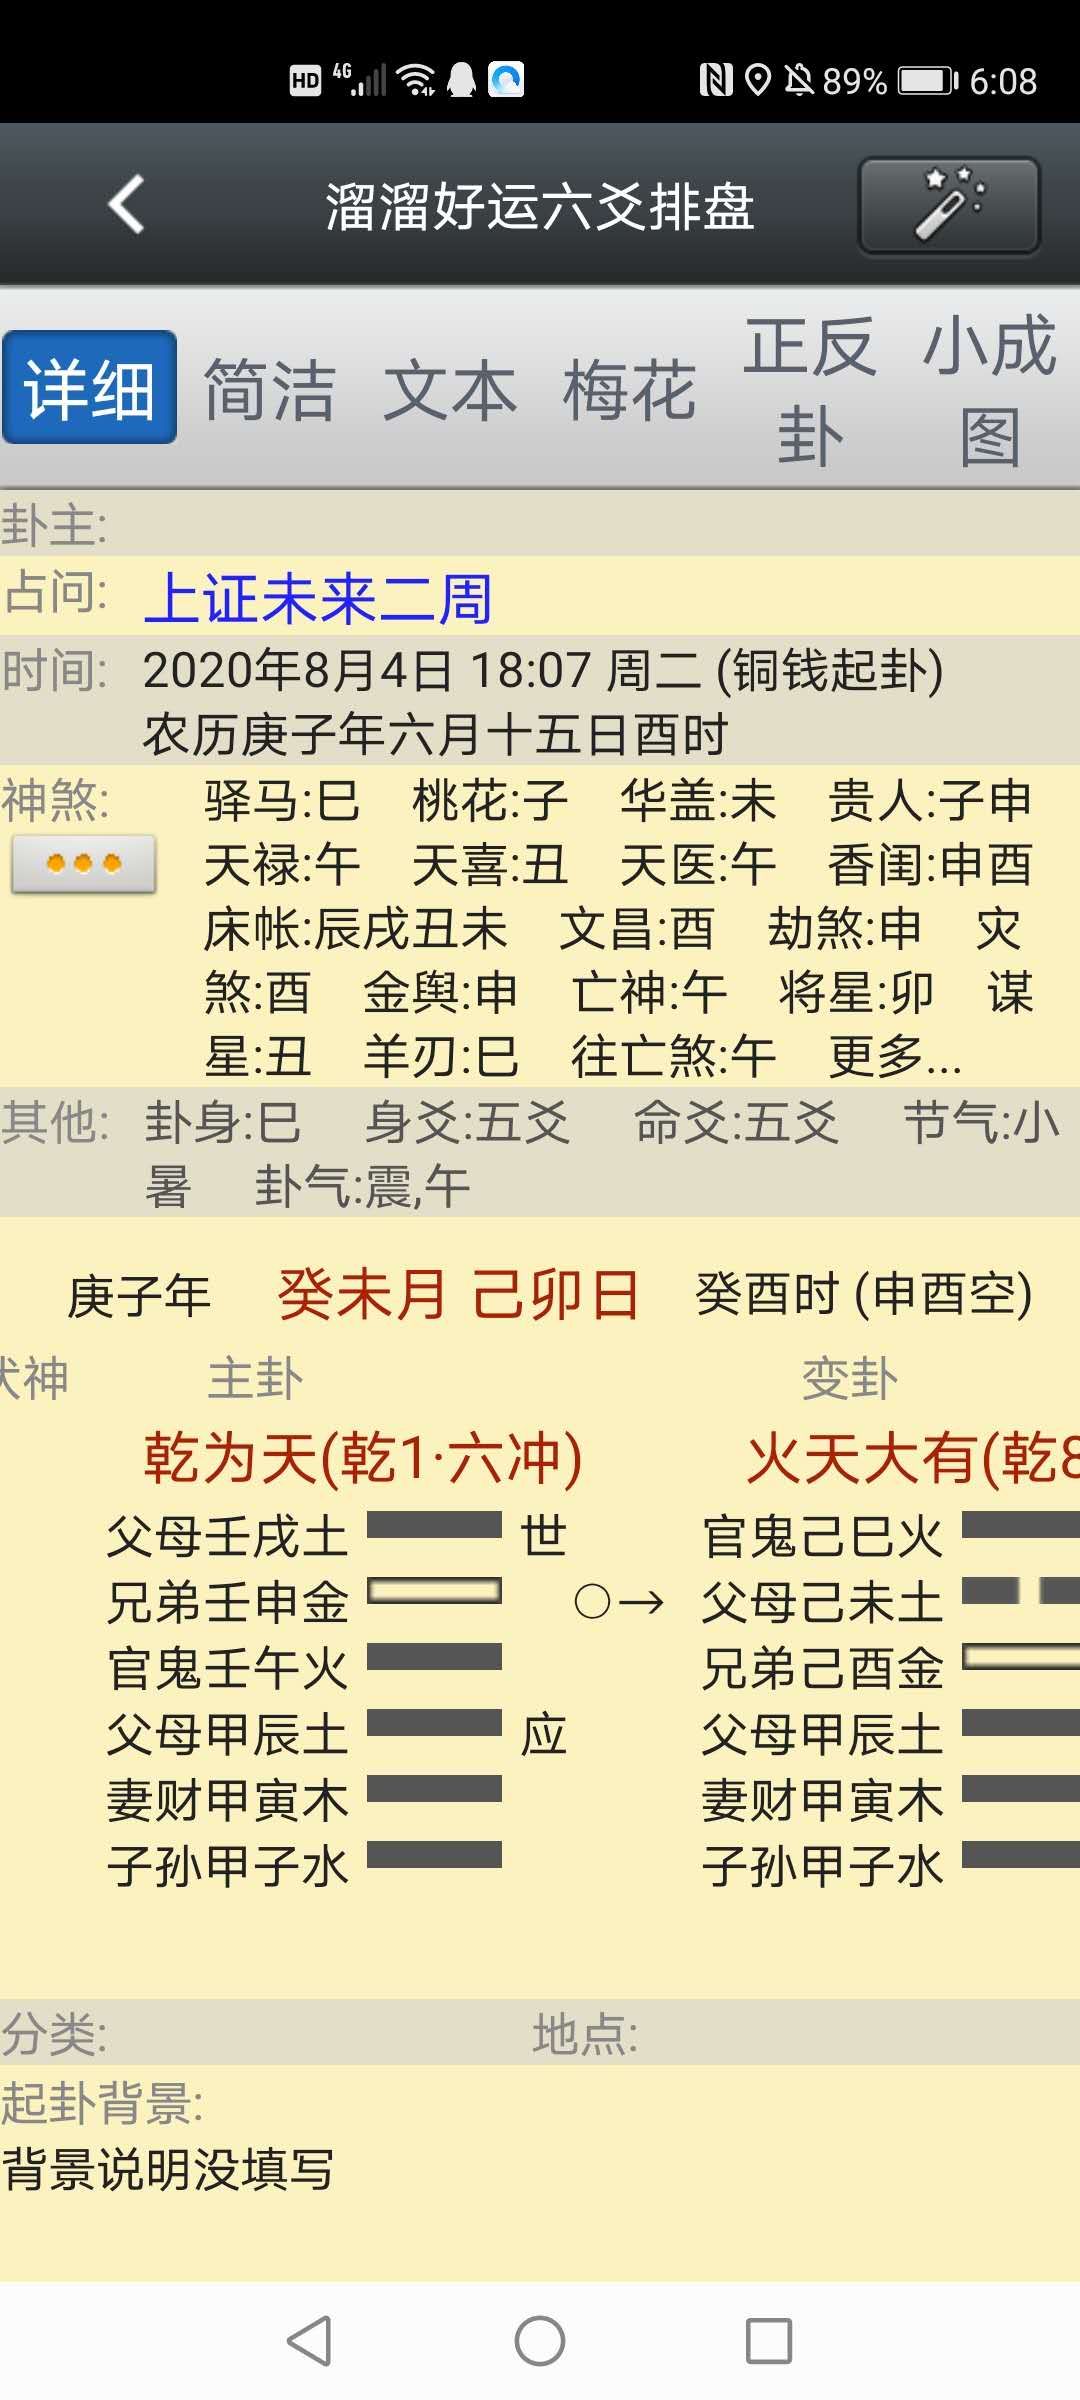 HD 4G 89% 6:08
溜溜好运六爻排盘
详细 简洁 文本 梅花 正反卦 小成图
卦主:
占问: 上证未来二周
时间: 2020年8月4日 18:07 周二 (铜钱起卦)
农历庚子年六月十五日酉时
神煞: 驿马:巳 桃花:子 华盖:未 贵人:子申
天禄:午 天喜:丑 天医:午 香闺:申酉
床帐:辰戌丑未 文昌:酉 劫煞:申 灾
煞:酉 金舆:申 亡神:午 将星:卯 谋
星:丑 羊刃:巳 往亡煞:午 更多...
其他: 卦身:巳 身爻:五爻 命爻:五爻 节气:小
暑 卦气:震,午
庚子年 癸未月 己卯日 癸酉时 (申酉空)
伏神 主卦 变卦
乾为天(乾1·六冲) 火天大有(乾8
父母壬戌土 世 官鬼己巳火
兄弟壬申金 ○→ 父母己未土
官鬼壬午火 兄弟己酉金
父母甲辰土 应 父母甲辰土
妻财甲寅木 妻财甲寅木
子孙甲子水 子孙甲子水
分类: 地点:
起卦背景:
背景说明没填写